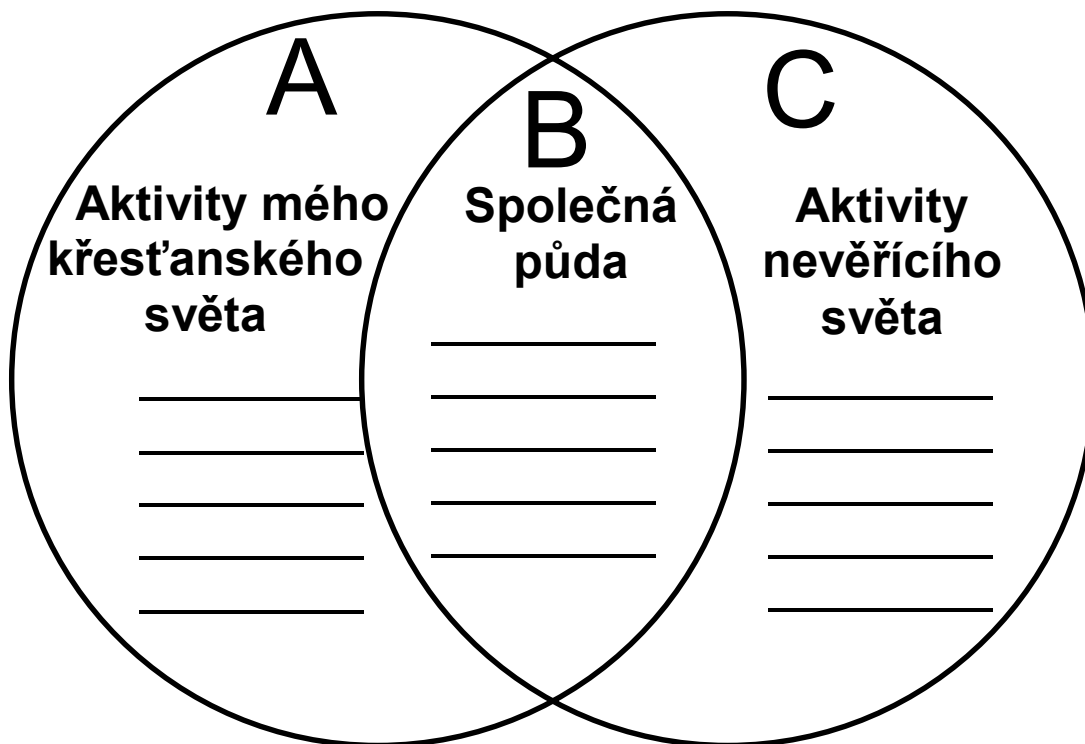 A
Aktivity mého
křesťanského
světa
B
Společná
půda
C
Aktivity
nevěřícího
světa